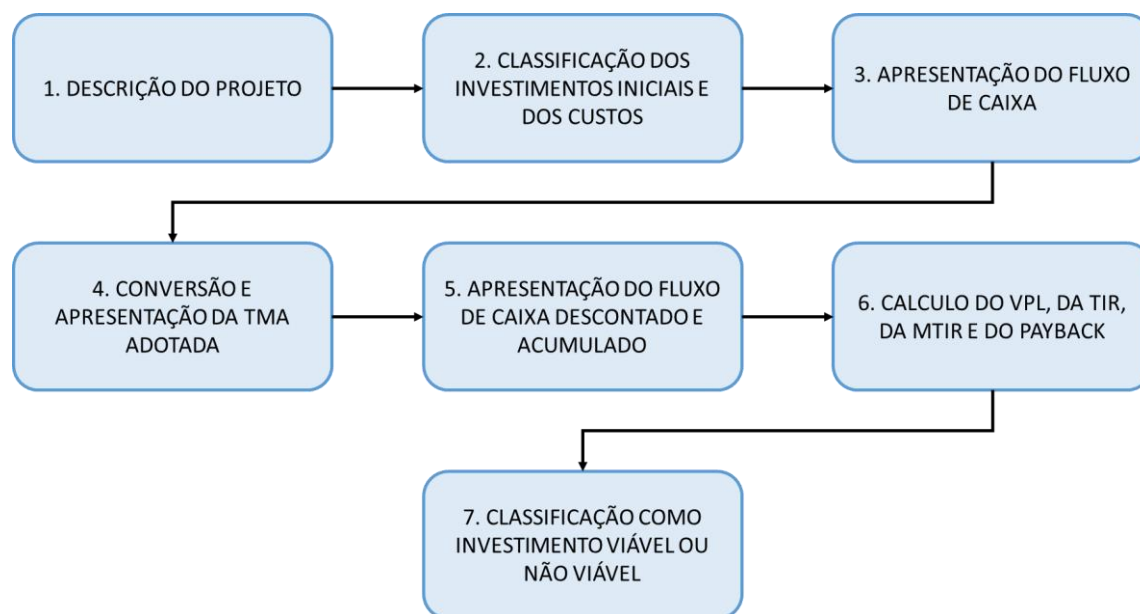 1. DESCRIÇÃO DO PROJETO
2. CLASSIFICAÇÃO DOS
INVESTIMENTOS INICIAIS E
DOS CUSTOS
3. APRESENTAÇÃO DO FLUXO
DE CAIXA
4. CONVERSÃO E
APRESENTAÇÃO DA TMA
ADOTADA
5. APRESENTAÇÃO DO FLUXO
DE CAIXA DESCONTADO E
ACUMULADO
6. CALCULO DO VPL, DA TIR,
DA MTIR E DO PAYBACK
7. CLASSIFICAÇÃO COMO
INVESTIMENTO VIÁVEL OU
NÃO VIÁVEL